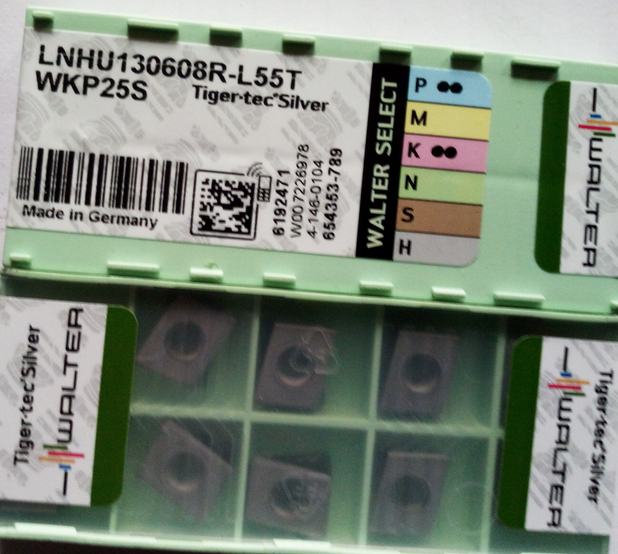 LNHU130608R-L55T
WKP25S Tiger·tec®Silver
Made in Germany
6192471
W007226978
4-146-0104
654353-789
WALTER SELECT
P
M
K
N
S
H
WALTER
Tiger·tec®Silver
WALTER
WALTER
Tiger·tec®Silver